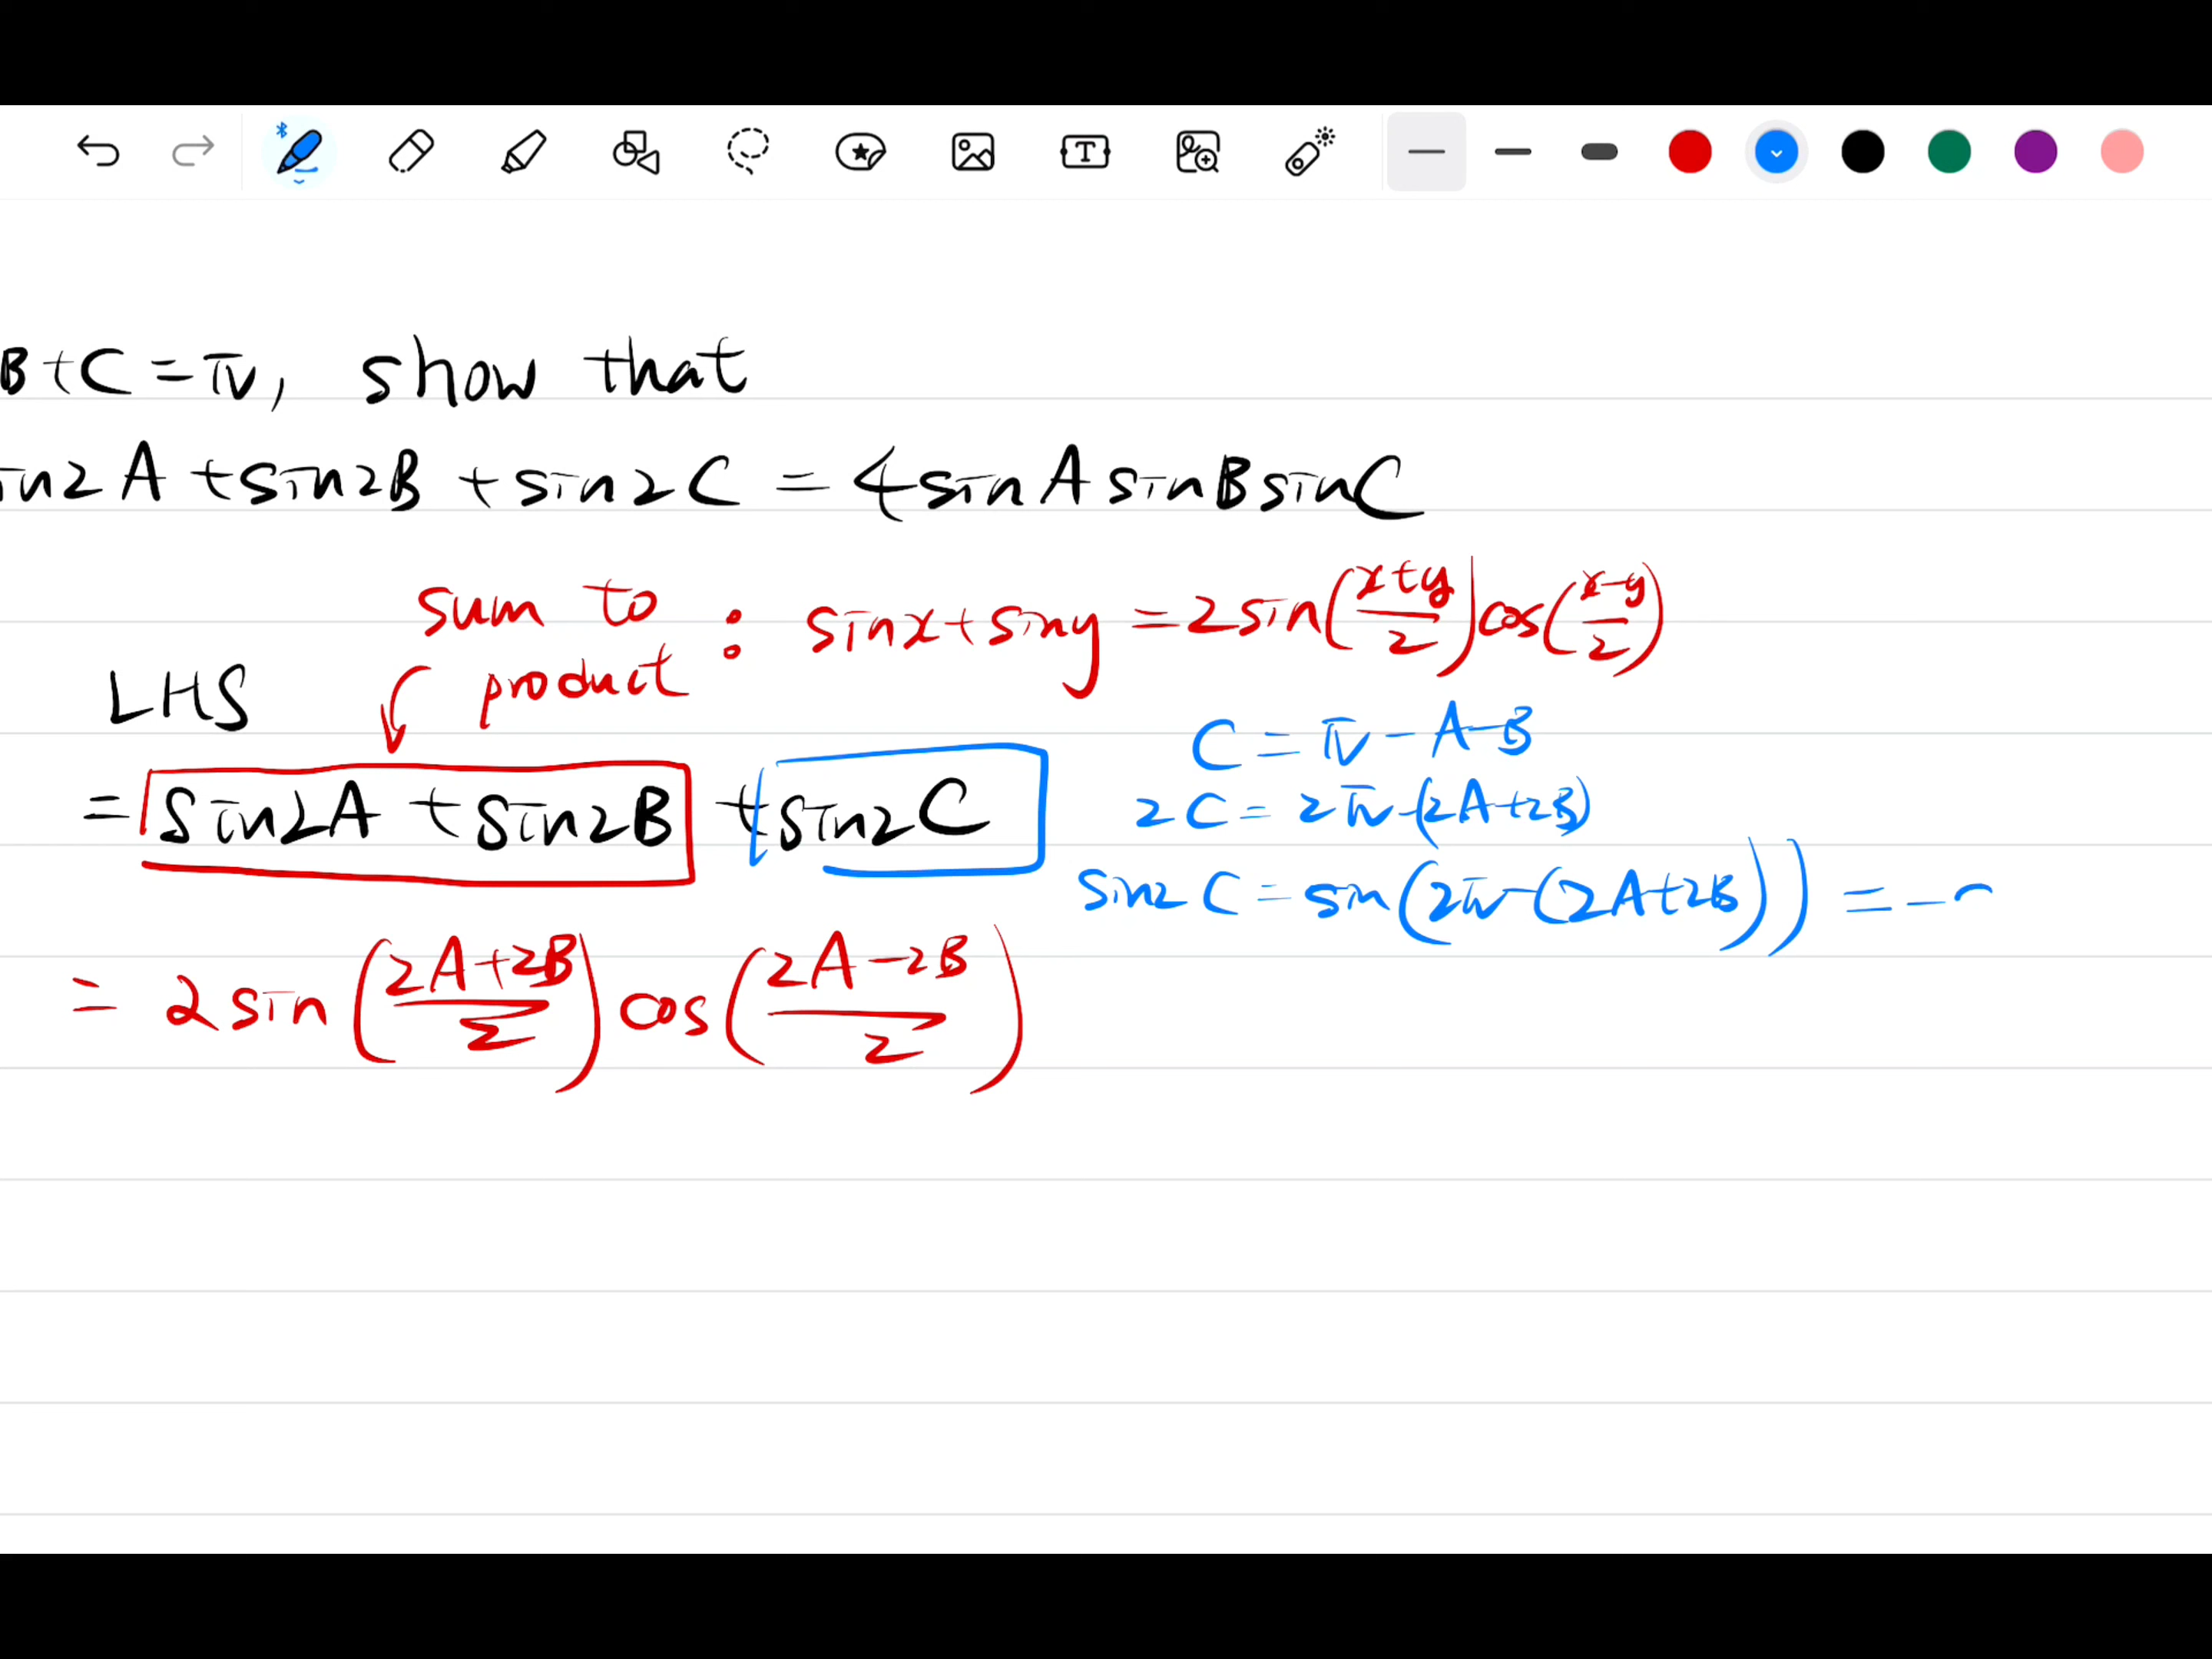 B+C=π, show that
in2A+sin2B+sin2C=4sinAsinBsinC
sum to
product : sinx+siny=2sin((x+y)/2)cos((x-y)/2)
LHS
C=π-A-B
=sin2A+sin2B+sin2C
2C=2π-(2A+2B)
sin2C=sin(2π-(2A+2B))=-
=2sin((2A+2B)/2)cos((2A-2B)/2)